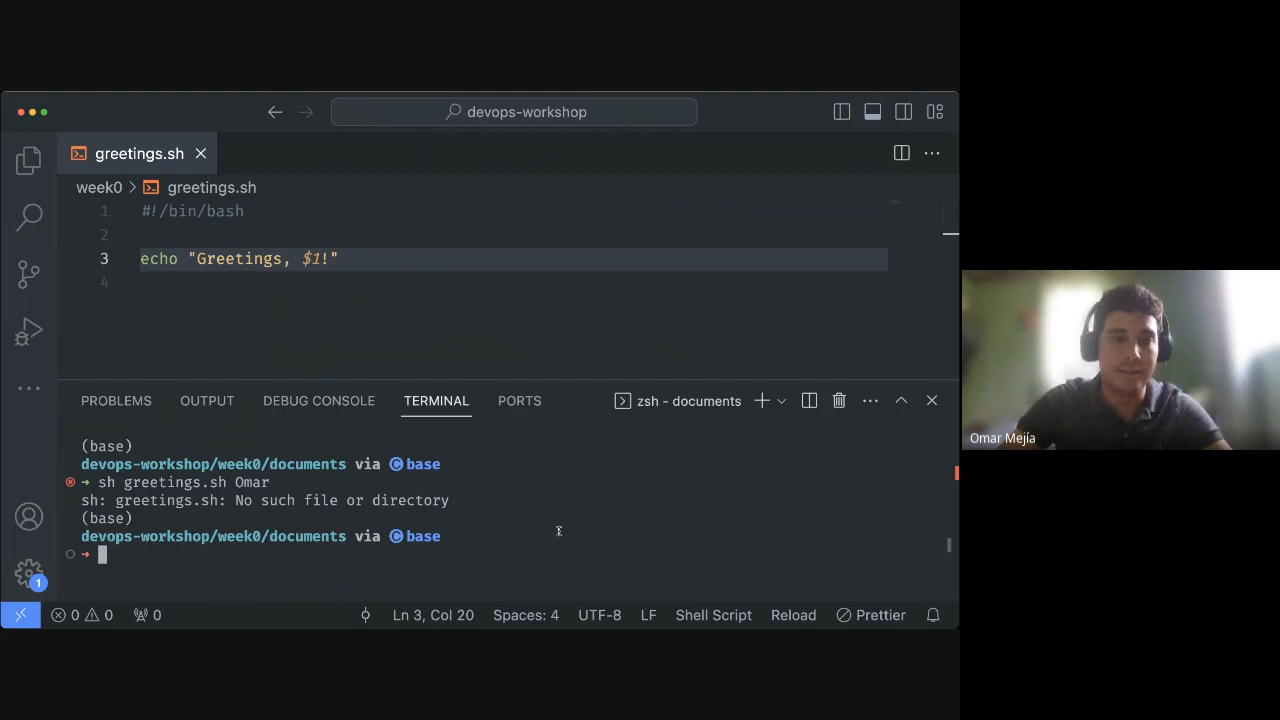 devops-workshop
greetings.sh
week0 > greetings.sh
1 #!/bin/bash
2
3 echo "Greetings, $1!"
4
PROBLEMS OUTPUT DEBUG CONSOLE TERMINAL PORTS zsh - documents
(base)
devops-workshop/week0/documents via C base
→ sh greetings.sh Omar
sh: greetings.sh: No such file or directory
(base)
devops-workshop/week0/documents via C base
→
1
0 0 0 Ln 3, Col 20 Spaces: 4 UTF-8 LF Shell Script Reload Prettier
Omar Mejía